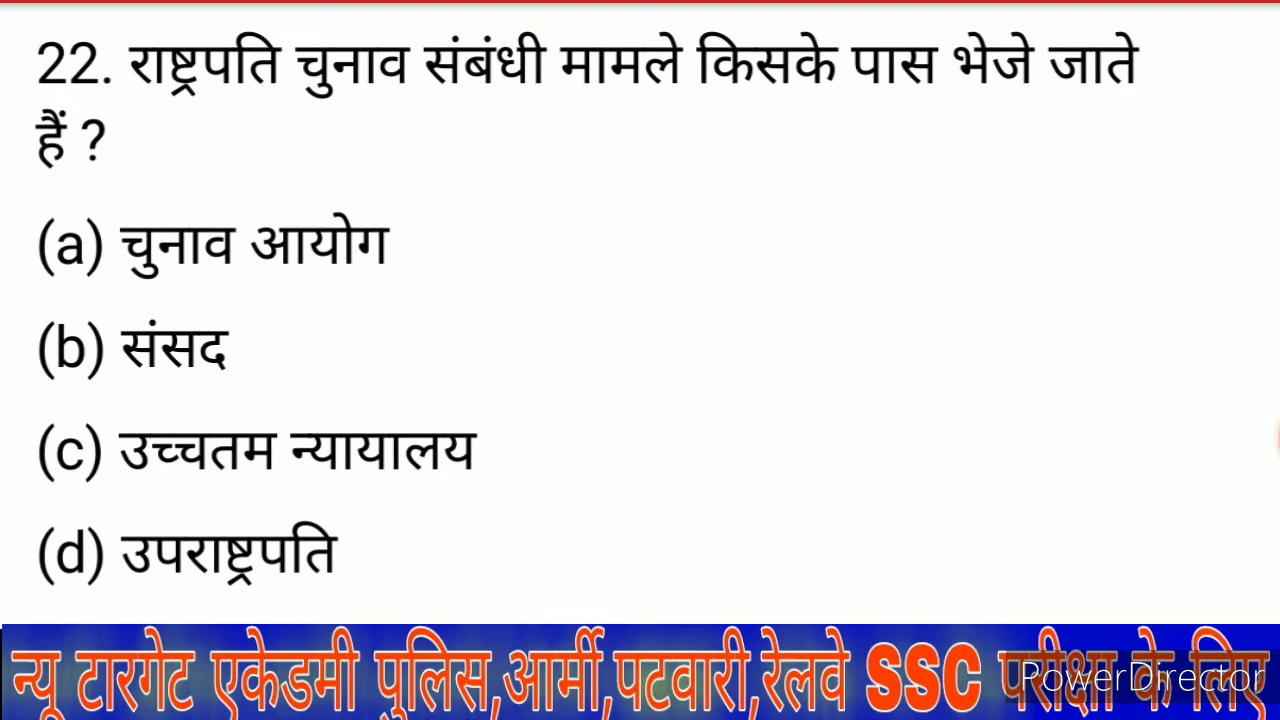 22. राष्ट्रपति चुनाव संबंधी मामले किसके पास भेजे जाते
हैं ?
(a) चुनाव आयोग
(b) संसद
(c) उच्चतम न्यायालय
(d) उपराष्ट्रपति
न्यू टारगेट एकेडमी पुलिस,आर्मी,पटवारी,रेलवे SSC परीक्षा के लिए
PowerDirector